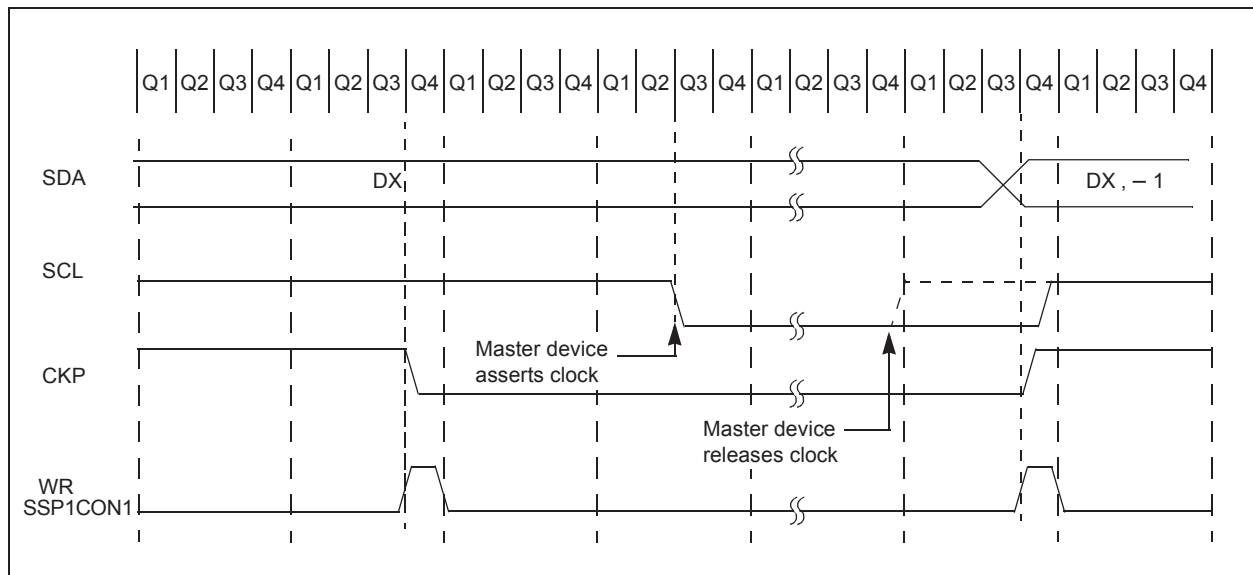 Q1 Q2 Q3 Q4 Q1 Q2 Q3 Q4 Q1 Q2 Q3 Q4 Q1 Q2 Q3 Q4 Q1 Q2 Q3 Q4 Q1 Q2 Q3 Q4 Q1 Q2 Q3 Q4
SDA
DX
DX , – 1
SCL
Master device
asserts clock
CKP
Master device
releases clock
WR
SSP1CON1